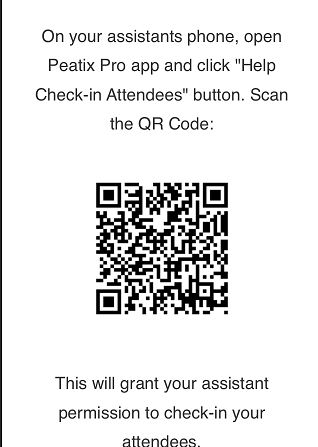 On your assistants phone, open
Peatix Pro app and click "Help
Check-in Attendees" button. Scan
the QR Code:
This will grant your assistant
permission to check-in your
attendees.